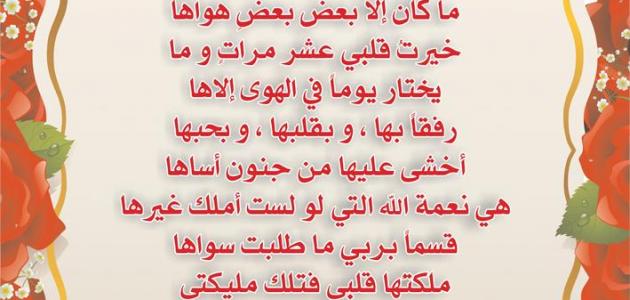 ما كان إلا بعض بعضِ هواها
خيرتُ قلبي عشر مراتٍ و ما
يختار يوماً في الهوى إلاها
رفقاً بها ، و بقلبها ، و بحبها
أخشى عليها من جنون أساها
هي نعمة الله التي لو لست أملك غيرها
قسماً بربي ما طلبت سواها
ملكتها قلبي فتلك مليكتي